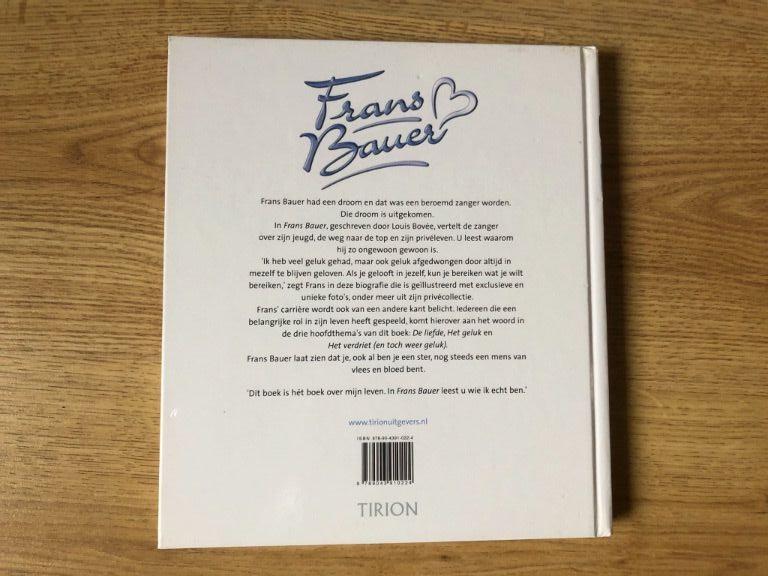 Frans
Bauer
Frans Bauer had een droom en dat was een beroemd zanger worden.
Die droom is uitgekomen.
In Frans Bauer, geschreven door Louis Bovée, vertelt de zanger
over zijn jeugd, de weg naar de top en zijn privéleven. U leest waarom
hij zo ongewoon gewoon is.
'Ik heb veel geluk gehad, maar ook geluk afgedwongen door altijd in
mezelf te blijven geloven. Als je gelooft in jezelf, kun je bereiken wat je wilt
bereiken,' zegt Frans in deze biografie die is geïllustreerd met exclusieve en
unieke foto's, onder meer uit zijn privécollectie.
Frans' carrière wordt ook van een andere kant belicht. Iedereen die een
belangrijke rol in zijn leven heeft gespeeld, komt hierover aan het woord in
de drie hoofdthema's van dit boek: De liefde, Het geluk en
Het verdriet (en toch weer geluk).
Frans Bauer laat zien dat je, ook al ben je een ster, nog steeds een mens van
vlees en bloed bent.
'Dit boek is hét boek over mijn leven. In Frans Bauer leest u wie ik echt ben.'
www.tirionuitgevers.nl
ISBN 978-90-4391-022-4
9 789043 910224
TIRION